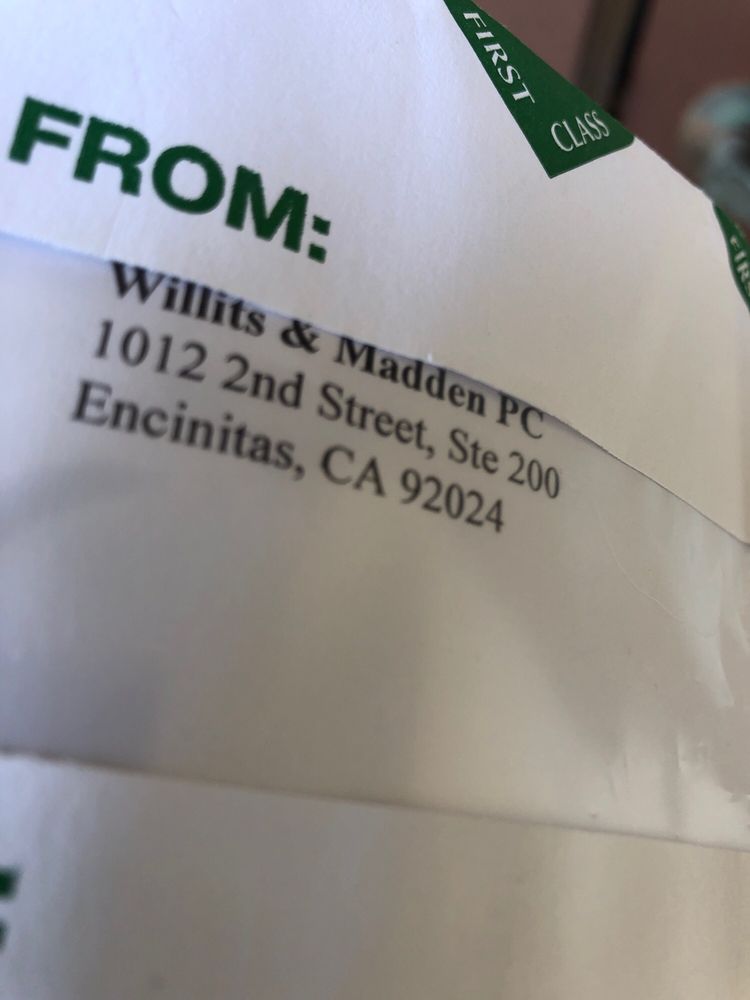 FIRST
CLASS
FROM:
Willits & Madden PC
1012 2nd Street, Ste 200
Encinitas, CA 92024